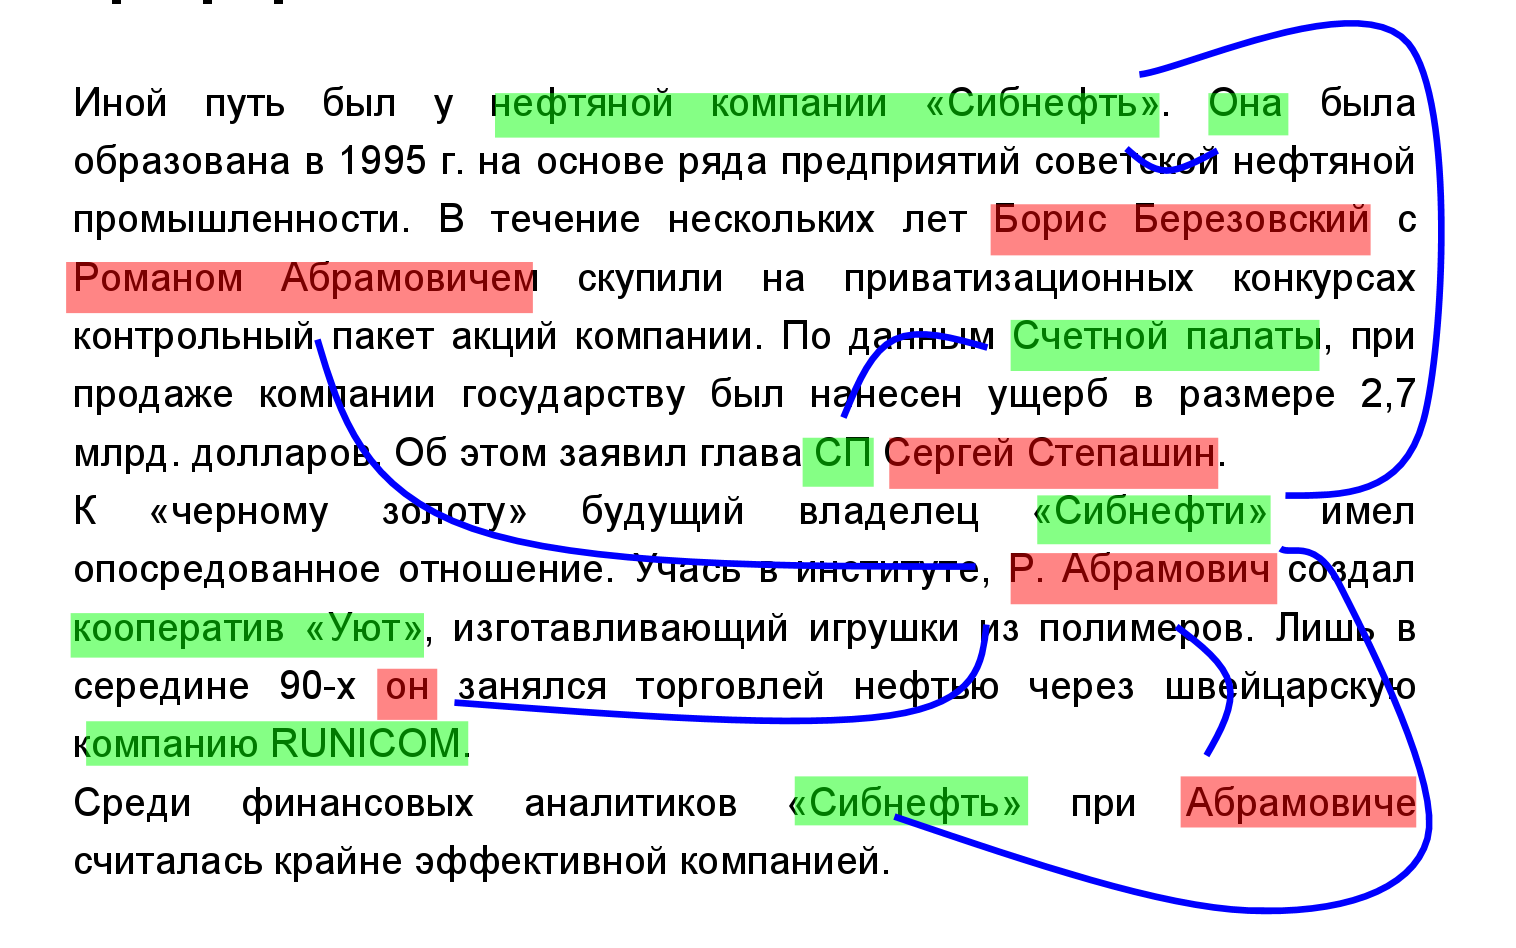 Иной путь был у нефтяной компании «Сибнефть». Она была
образована в 1995 г. на основе ряда предприятий советской нефтяной
промышленности. В течение нескольких лет Борис Березовский с
Романом Абрамовичем скупили на приватизационных конкурсах
контрольный пакет акций компании. По данным Счетной палаты, при
продаже компании государству был нанесен ущерб в размере 2,7
млрд. долларов. Об этом заявил глава СП Сергей Степашин.
К «черному золоту» будущий владелец «Сибнефти» имел
опосредованное отношение. Учась в институте, Р. Абрамович создал
кооператив «Уют», изготавливающий игрушки из полимеров. Лишь в
середине 90-х он занялся торговлей нефтью через швейцарскую
компанию RUNICOM.
Среди финансовых аналитиков «Сибнефть» при Абрамовиче
считалась крайне эффективной компанией.